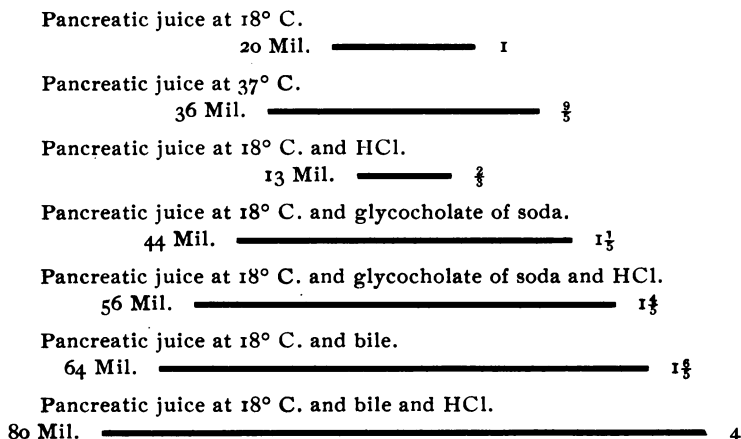 Pancreatic juice at 18° C.
20 Mil. 1
Pancreatic juice at 37° C.
36 Mil. 9/5
Pancreatic juice at 18° C. and HCl.
13 Mil. 2/3
Pancreatic juice at 18° C. and glycocholate of soda.
44 Mil. 1 1/5
Pancreatic juice at 18° C. and glycocholate of soda and HCl.
56 Mil. 1 4/5
Pancreatic juice at 18° C. and bile.
64 Mil. 1 6/5
Pancreatic juice at 18° C. and bile and HCl.
80 Mil. 4